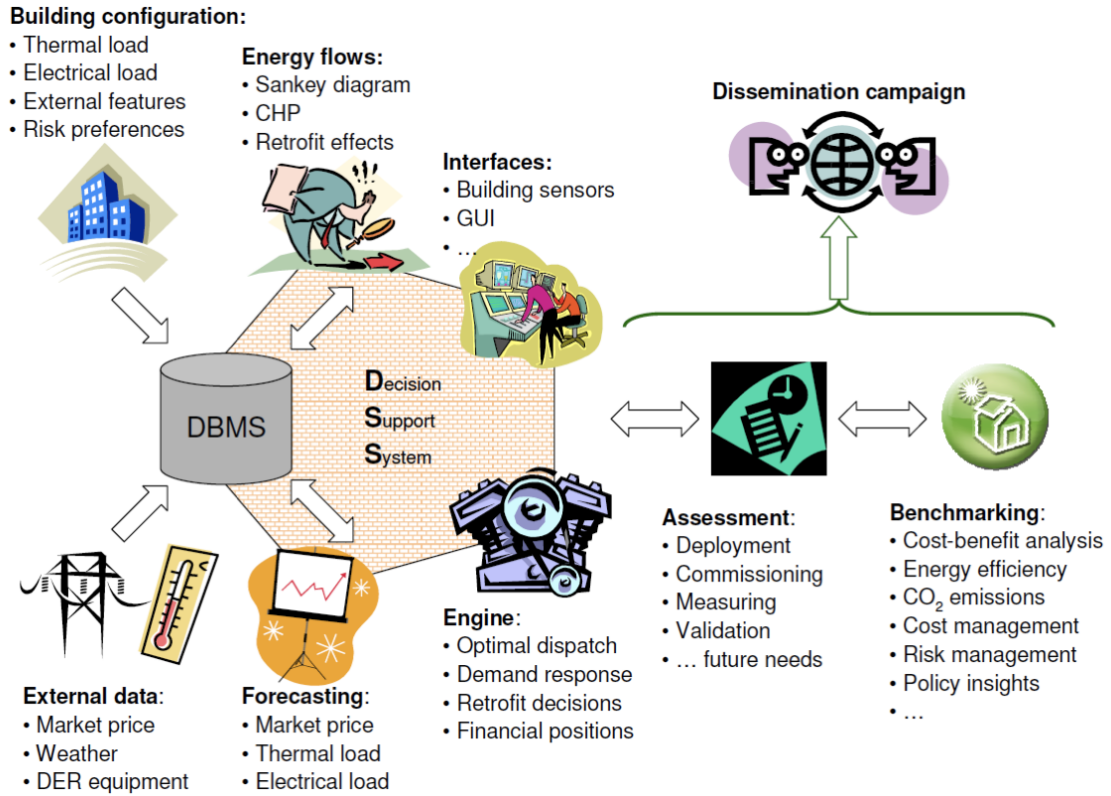 Building configuration:
• Thermal load
• Electrical load
• External features
• Risk preferences
Energy flows:
• Sankey diagram
• CHP
• Retrofit effects
Interfaces:
• Building sensors
• GUI
• ...
Dissemination campaign
DBMS
Decision
Support
System
External data:
• Market price
• Weather
• DER equipment
Forecasting:
• Market price
• Thermal load
• Electrical load
Engine:
• Optimal dispatch
• Demand response
• Retrofit decisions
• Financial positions
Assessment:
• Deployment
• Commissioning
• Measuring
• Validation
• ... future needs
Benchmarking:
• Cost-benefit analysis
• Energy efficiency
• CO₂ emissions
• Cost management
• Risk management
• Policy insights
• ...